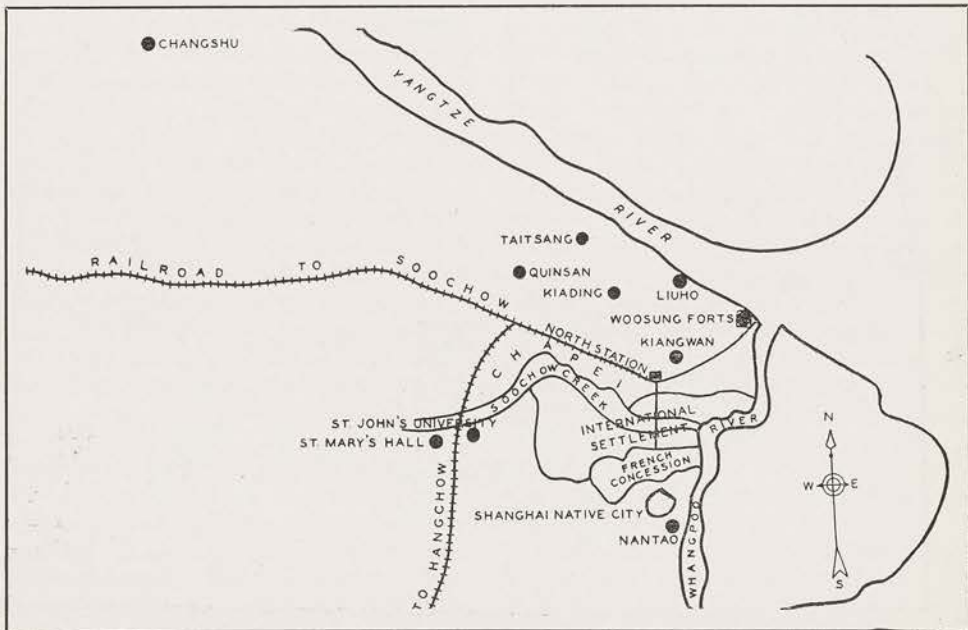 CHANGSHU
YANGTZE
RIVER
TAITSANG
RAILROAD TO SOOCHOW
QUINSAN
KIADING
LIUHO
WOOSUNG FORTS
NORTH STATION
KIANGWAN
CHAPEI
SOOCHOW CREEK
INTERNATIONAL
SETTLEMENT
RIVER
ST. JOHN'S UNIVERSITY
ST. MARY'S HALL
FRENCH
CONCESSION
N
W E
S
SHANGHAI NATIVE CITY
NANTAO
TO HANGCHOW
WHANGPOO